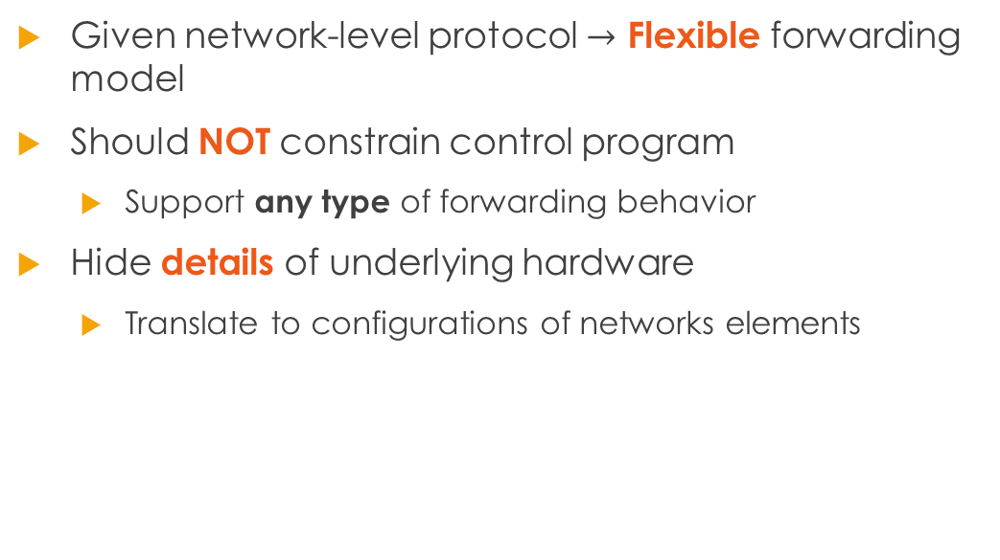 Given network-level protocol → Flexible forwarding
model
Should NOT constrain control program
Support any type of forwarding behavior
Hide details of underlying hardware
Translate to configurations of networks elements